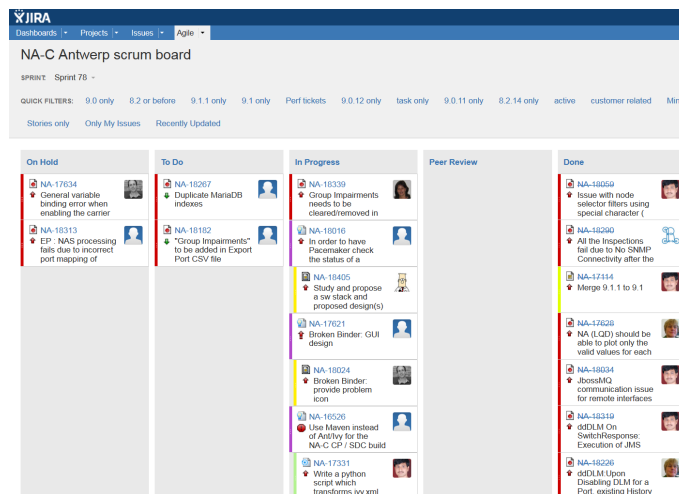 JIRA
Dashboards Projects Issues Agile
NA-C Antwerp scrum board
SPRINT: Sprint 78
QUICK FILTERS: 9.0 only 8.2 or before 9.1.1 only 9.1 only Perf tickets 9.0.12 only task only 9.0.11 only 8.2.14 only active customer related Min
Stories only Only My Issues Recently Updated
On Hold To Do In Progress Peer Review Done
NA-17634
General variable
binding error when
enabling the carrier
NA-18313
EP : NAS processing
fails due to incorrect
port mapping of
NA-18267
Duplicate MariaDB
indexes
NA-18182
"Group Impairments"
to be added in Export
Port CSV file
NA-18339
Group Impairments
needs to be
cleared/removed in
NA-18016
In order to have
Pacemaker check
the status of a
NA-18405
Study and propose
a sw stack and
proposed design(s)
NA-17621
Broken Binder: GUI
design
NA-18024
Broken Binder:
provide problem
icon
NA-16526
Use Maven instead
of Ant/Ivy for the
NA-C CP / SDC build
NA-17331
Write a python
script which
transforms ivy.xml
NA-18059
Issue with node
selector filters using
special character (
NA-18290
All the Inspections
fail due to No SNMP
Connectivity after the
NA-17114
Merge 9.1.1 to 9.1
NA-17628
NA (LQD) should be
able to plot only the
valid values for each
NA-18034
JbossMQ
communication issue
for remote interfaces
NA-18319
ddDLM On
SwitchResponse:
Execution of JMS
NA-18226
ddDLM:Upon
Disabling DLM for a
Port, existing History